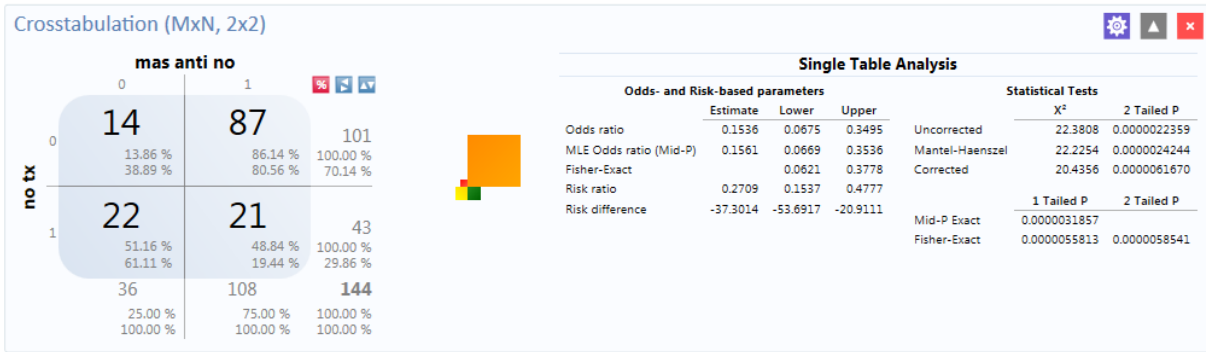 Crosstabulation (MxN, 2x2)
mas anti no
0 1 %
no tx
0 14 87 101
13.86 % 86.14 % 100.00 %
38.89 % 80.56 % 70.14 %
1 22 21 43
51.16 % 48.84 % 100.00 %
61.11 % 19.44 % 29.86 %
36 108 144
25.00 % 75.00 % 100.00 %
100.00 % 100.00 % 100.00 %
Single Table Analysis
Odds- and Risk-based parameters
Estimate Lower Upper
Odds ratio 0.1536 0.0675 0.3495
MLE Odds ratio (Mid-P) 0.1561 0.0669 0.3536
Fisher-Exact 0.0621 0.3778
Risk ratio 0.2709 0.1537 0.4777
Risk difference -37.3014 -53.6917 -20.9111
Statistical Tests
X² 2 Tailed P
Uncorrected 22.3808 0.0000022359
Mantel-Haenszel 22.2254 0.0000024244
Corrected 20.4356 0.0000061670
1 Tailed P 2 Tailed P
Mid-P Exact 0.0000031857
Fisher-Exact 0.0000055813 0.0000058541